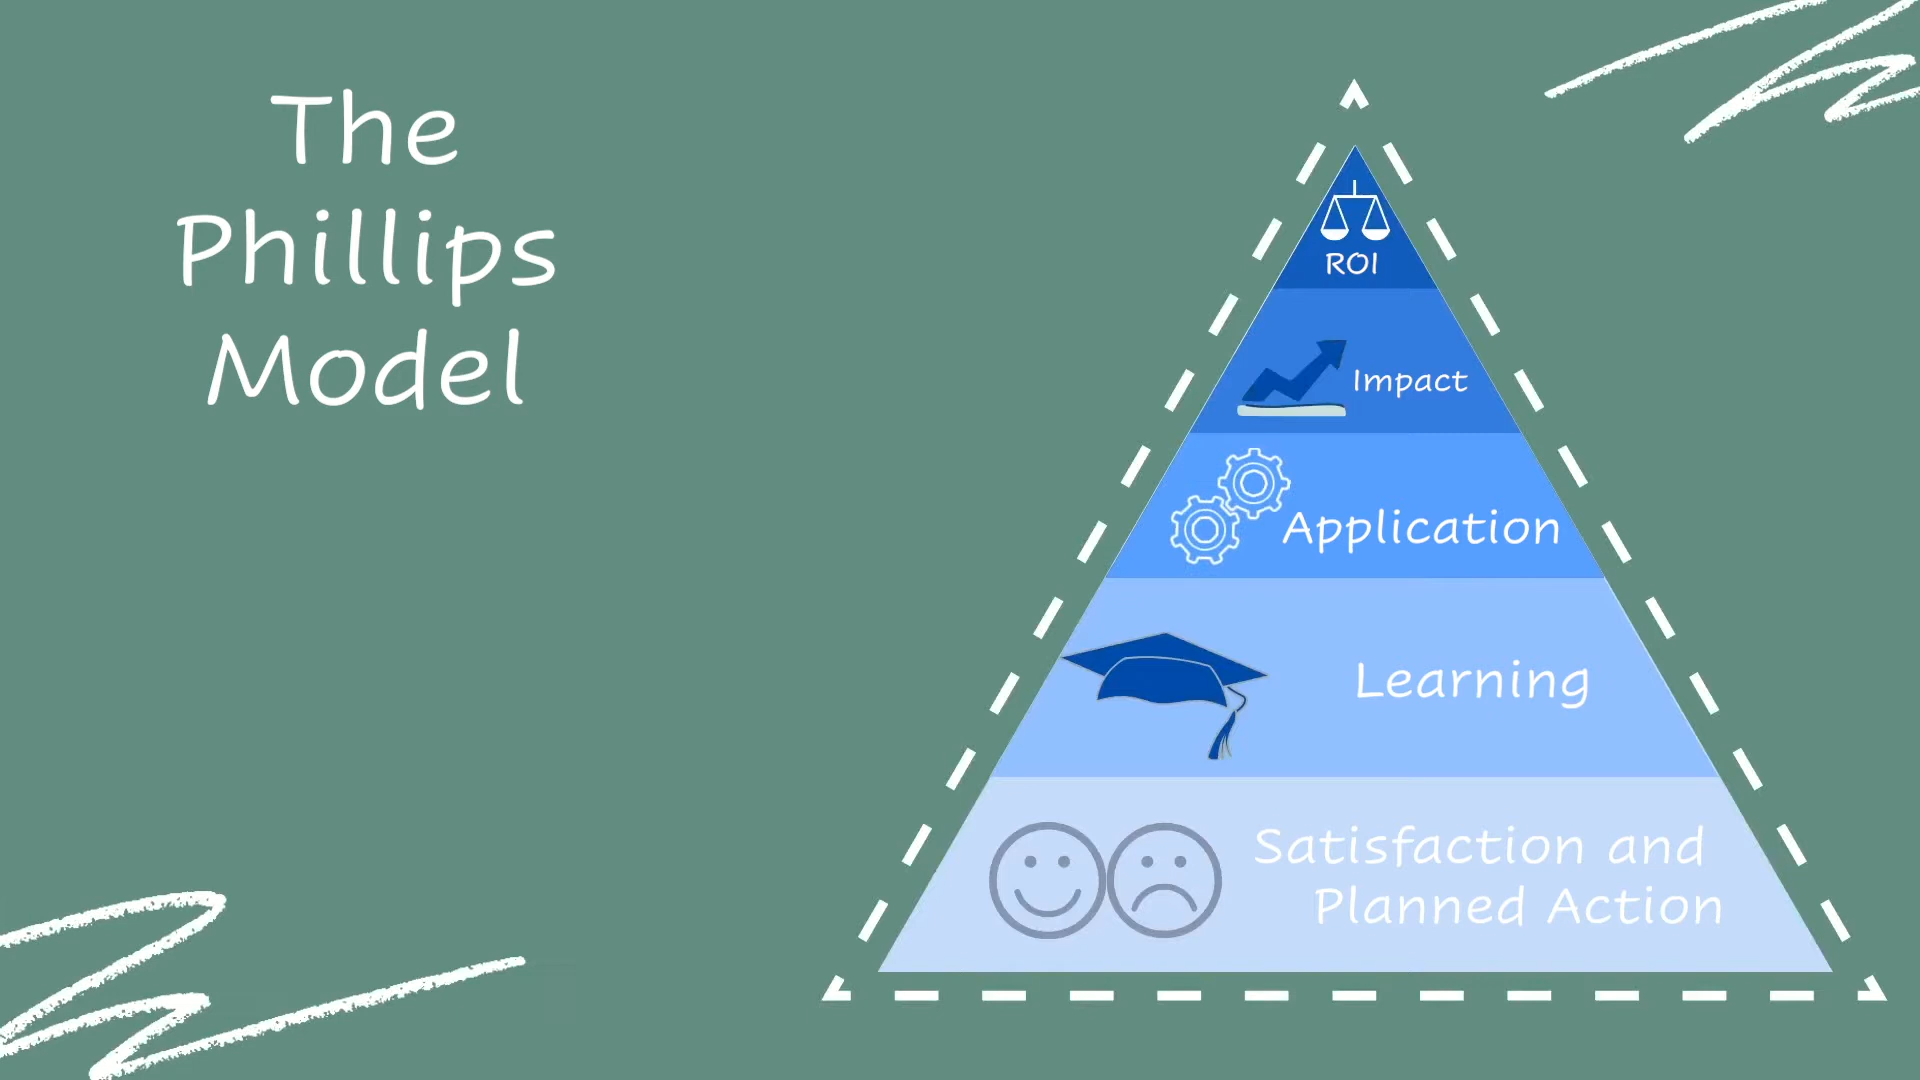 The
Phillips
Model
ROI
Impact
Application
Learning
Satisfaction and
Planned Action